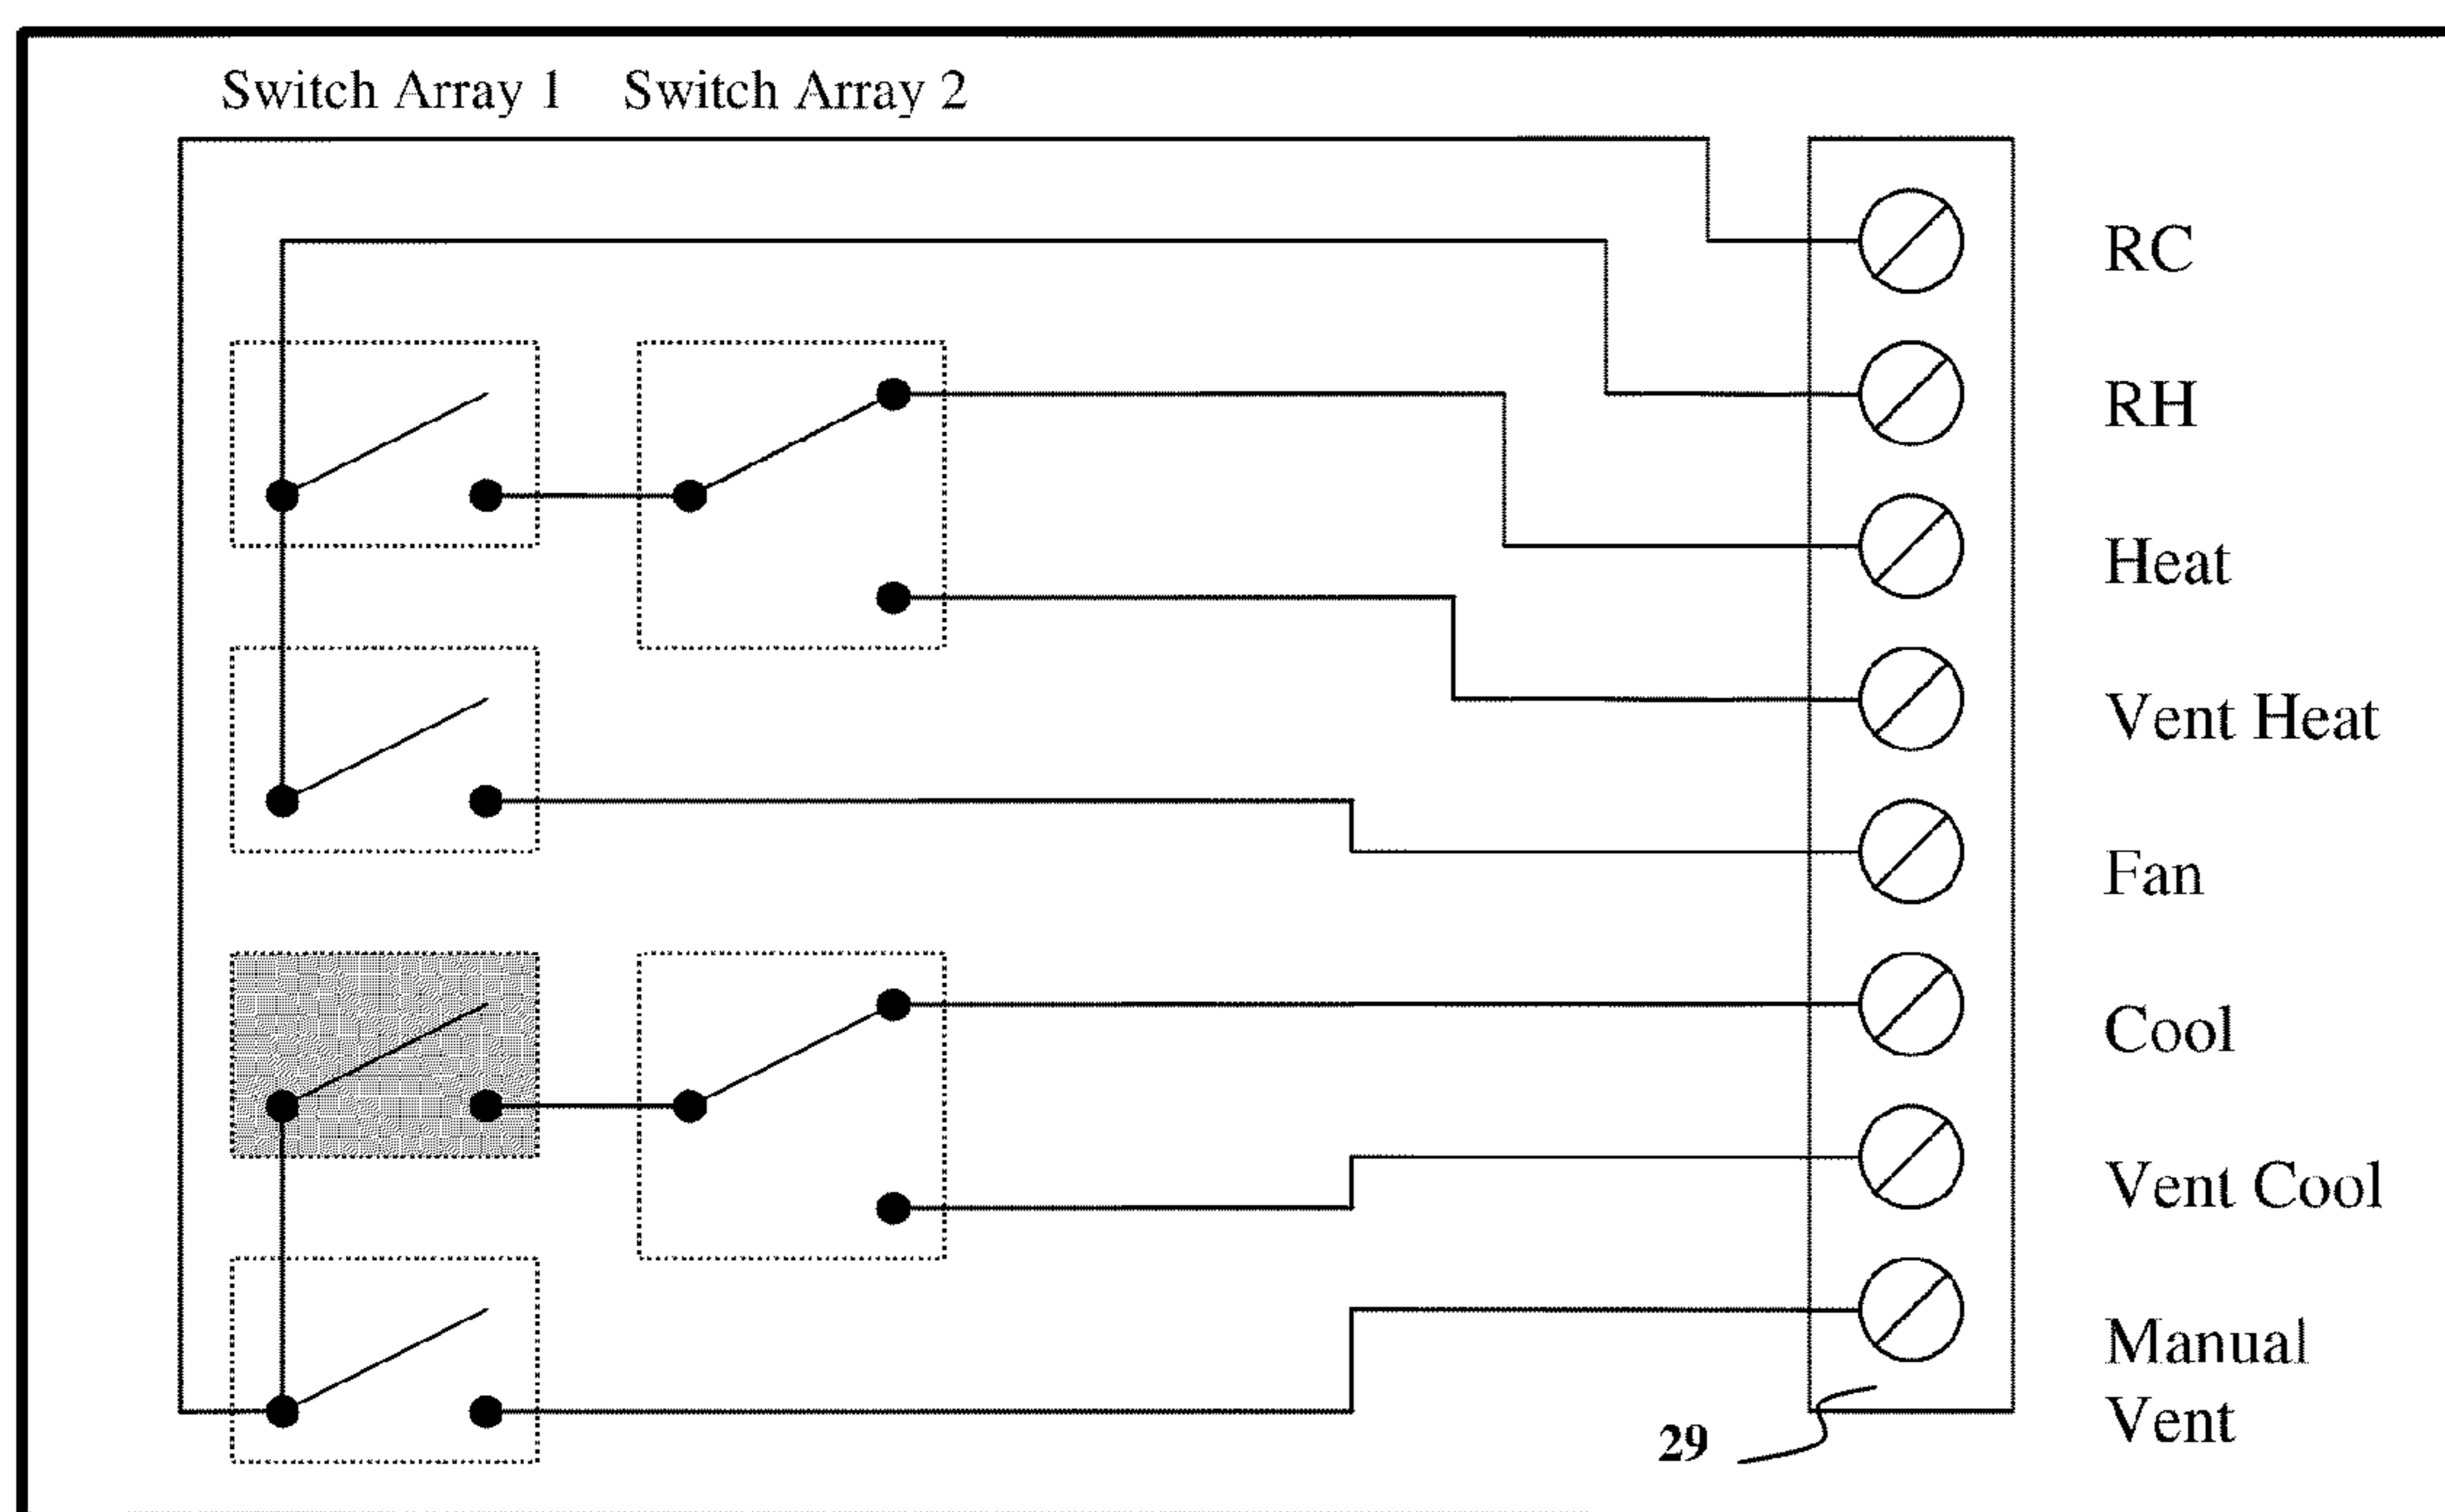 Switch Array 1 Switch Array 2
RC
RH
Heat
Vent Heat
Fan
Cool
Vent Cool
Manual
Vent
29